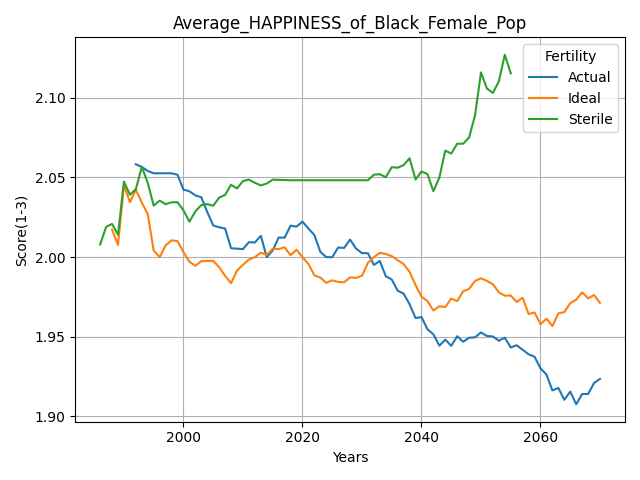 Average_HAPPINESS_of_Black_Female_Pop
Fertility
Actual
Ideal
Sterile
Score(1-3)
2.10
2.05
2.00
1.95
1.90
2000 2020 2040 2060
Years